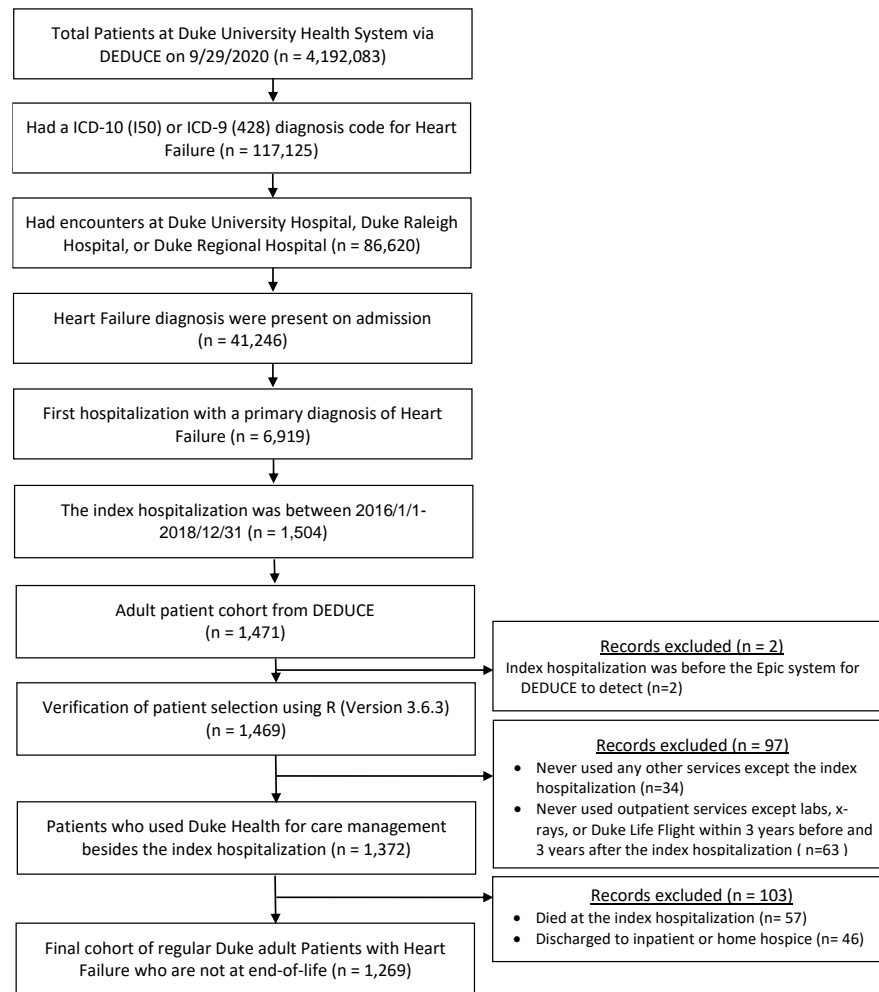 Total Patients at Duke University Health System via
DEDUCE on 9/29/2020 (n = 4,192,083)
Had a ICD-10 (I50) or ICD-9 (428) diagnosis code for Heart
Failure (n = 117,125)
Had encounters at Duke University Hospital, Duke Raleigh
Hospital, or Duke Regional Hospital (n = 86,620)
Heart Failure diagnosis were present on admission
(n = 41,246)
First hospitalization with a primary diagnosis of Heart
Failure (n = 6,919)
The index hospitalization was between 2016/1/1-
2018/12/31 (n = 1,504)
Adult patient cohort from DEDUCE
(n = 1,471)
Records excluded (n = 2)
Index hospitalization was before the Epic system for
DEDUCE to detect (n=2)
Verification of patient selection using R (Version 3.6.3)
(n = 1,469)
Records excluded (n = 97)
• Never used any other services except the index
hospitalization (n=34)
• Never used outpatient services except labs, x-
rays, or Duke Life Flight within 3 years before and
3 years after the index hospitalization ( n=63 )
Patients who used Duke Health for care management
besides the index hospitalization (n = 1,372)
Records excluded (n = 103)
• Died at the index hospitalization (n= 57)
• Discharged to inpatient or home hospice (n= 46)
Final cohort of regular Duke adult Patients with Heart
Failure who are not at end-of-life (n = 1,269)